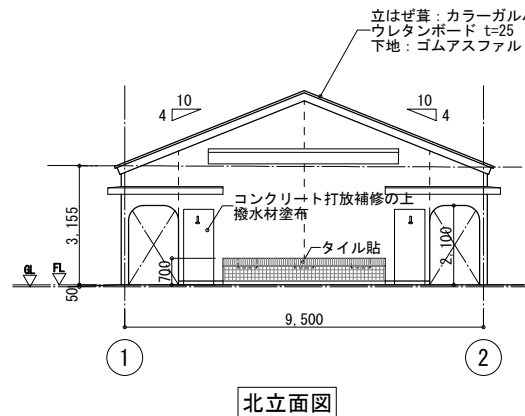 立はぜ葺：カラーガル
ウレタンボード t=25
下地：ゴムアスファル
10
4
10
4
コンクリート打放補修の上
撥水材塗布
タイル貼
3,155
700
2,100
GL
FL
50
9,500
1
2
北立面図